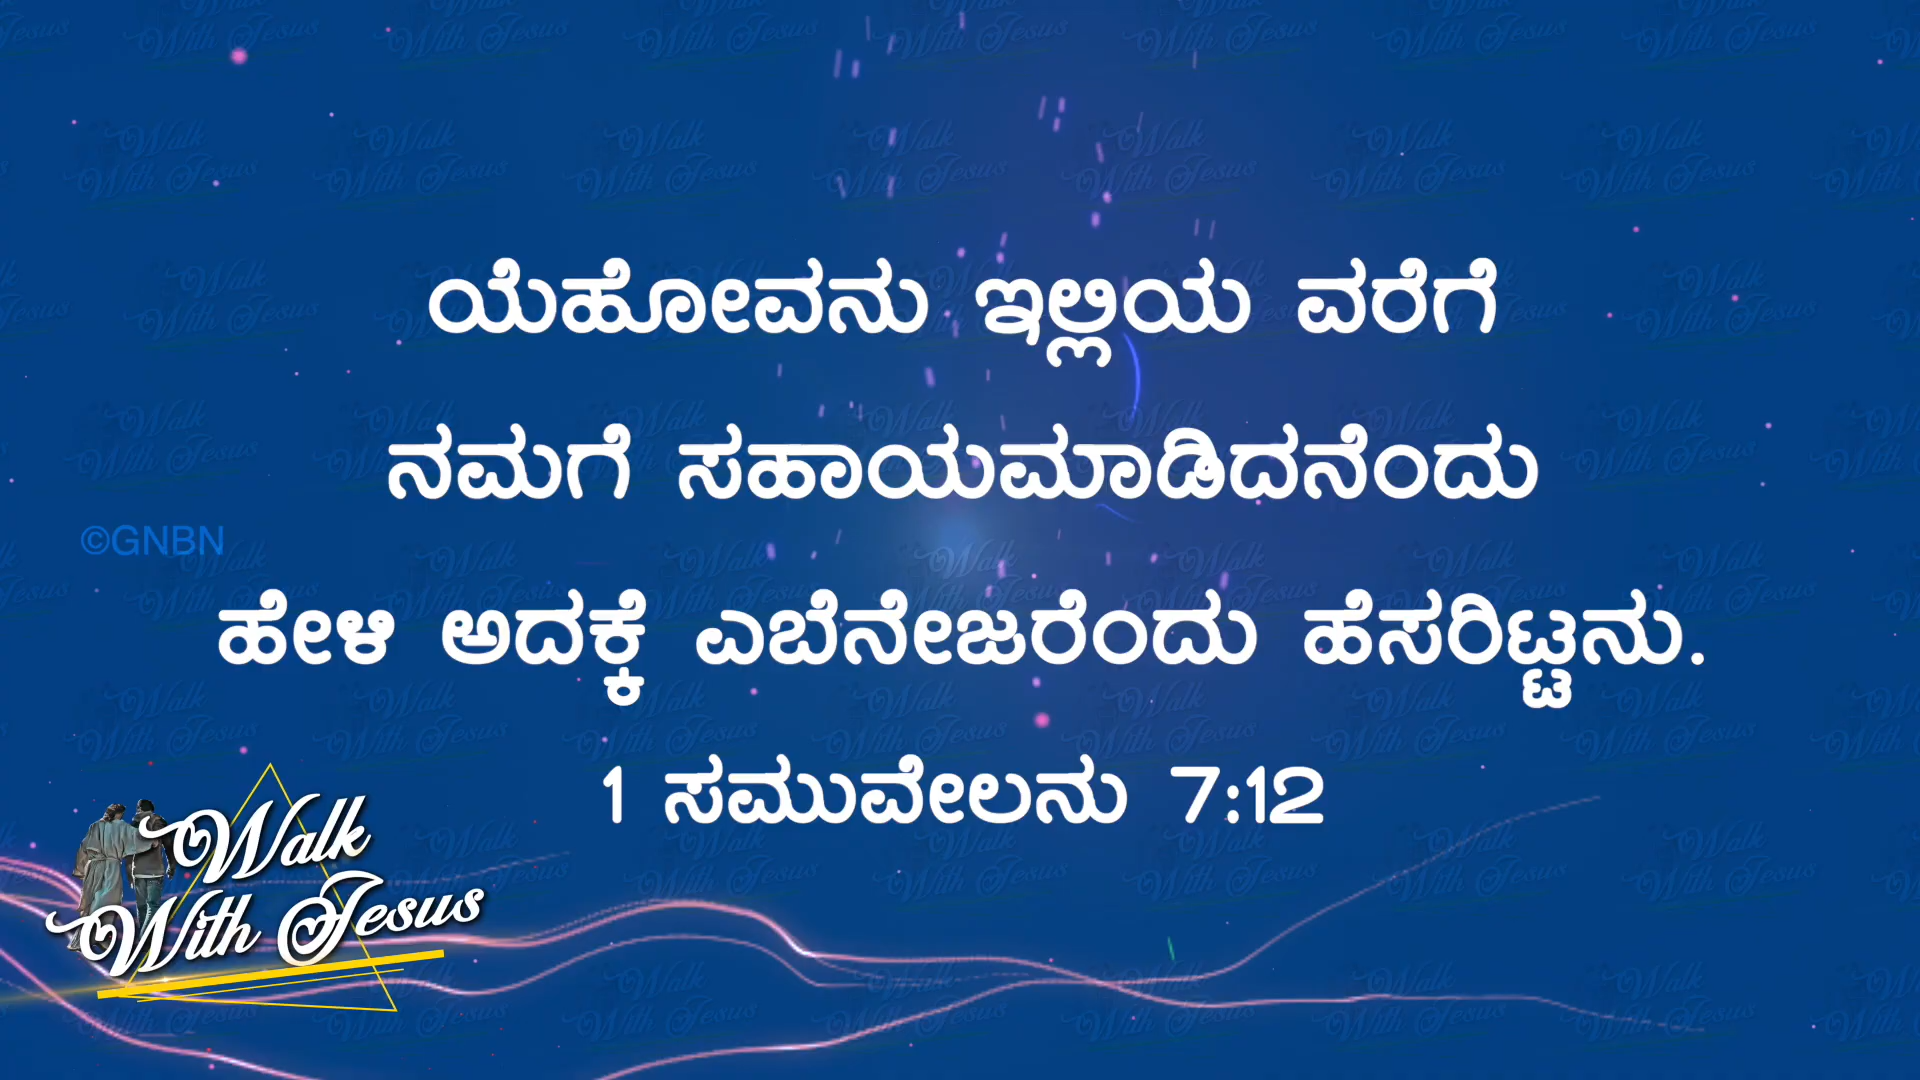 ಯೆಹೋವನು ಇಲ್ಲಿಯ ವರೆಗೆ
ನಮಗೆ ಸಹಾಯಮಾಡಿದನೆಂದು
©GNBN
ಹೇಳಿ ಅದಕ್ಕೆ ಎಬೆನೇಜರೆಂದು ಹೆಸರಿಟ್ಟನು.
1 ಸಮುವೇಲನು 7:12
Walk
With Jesus